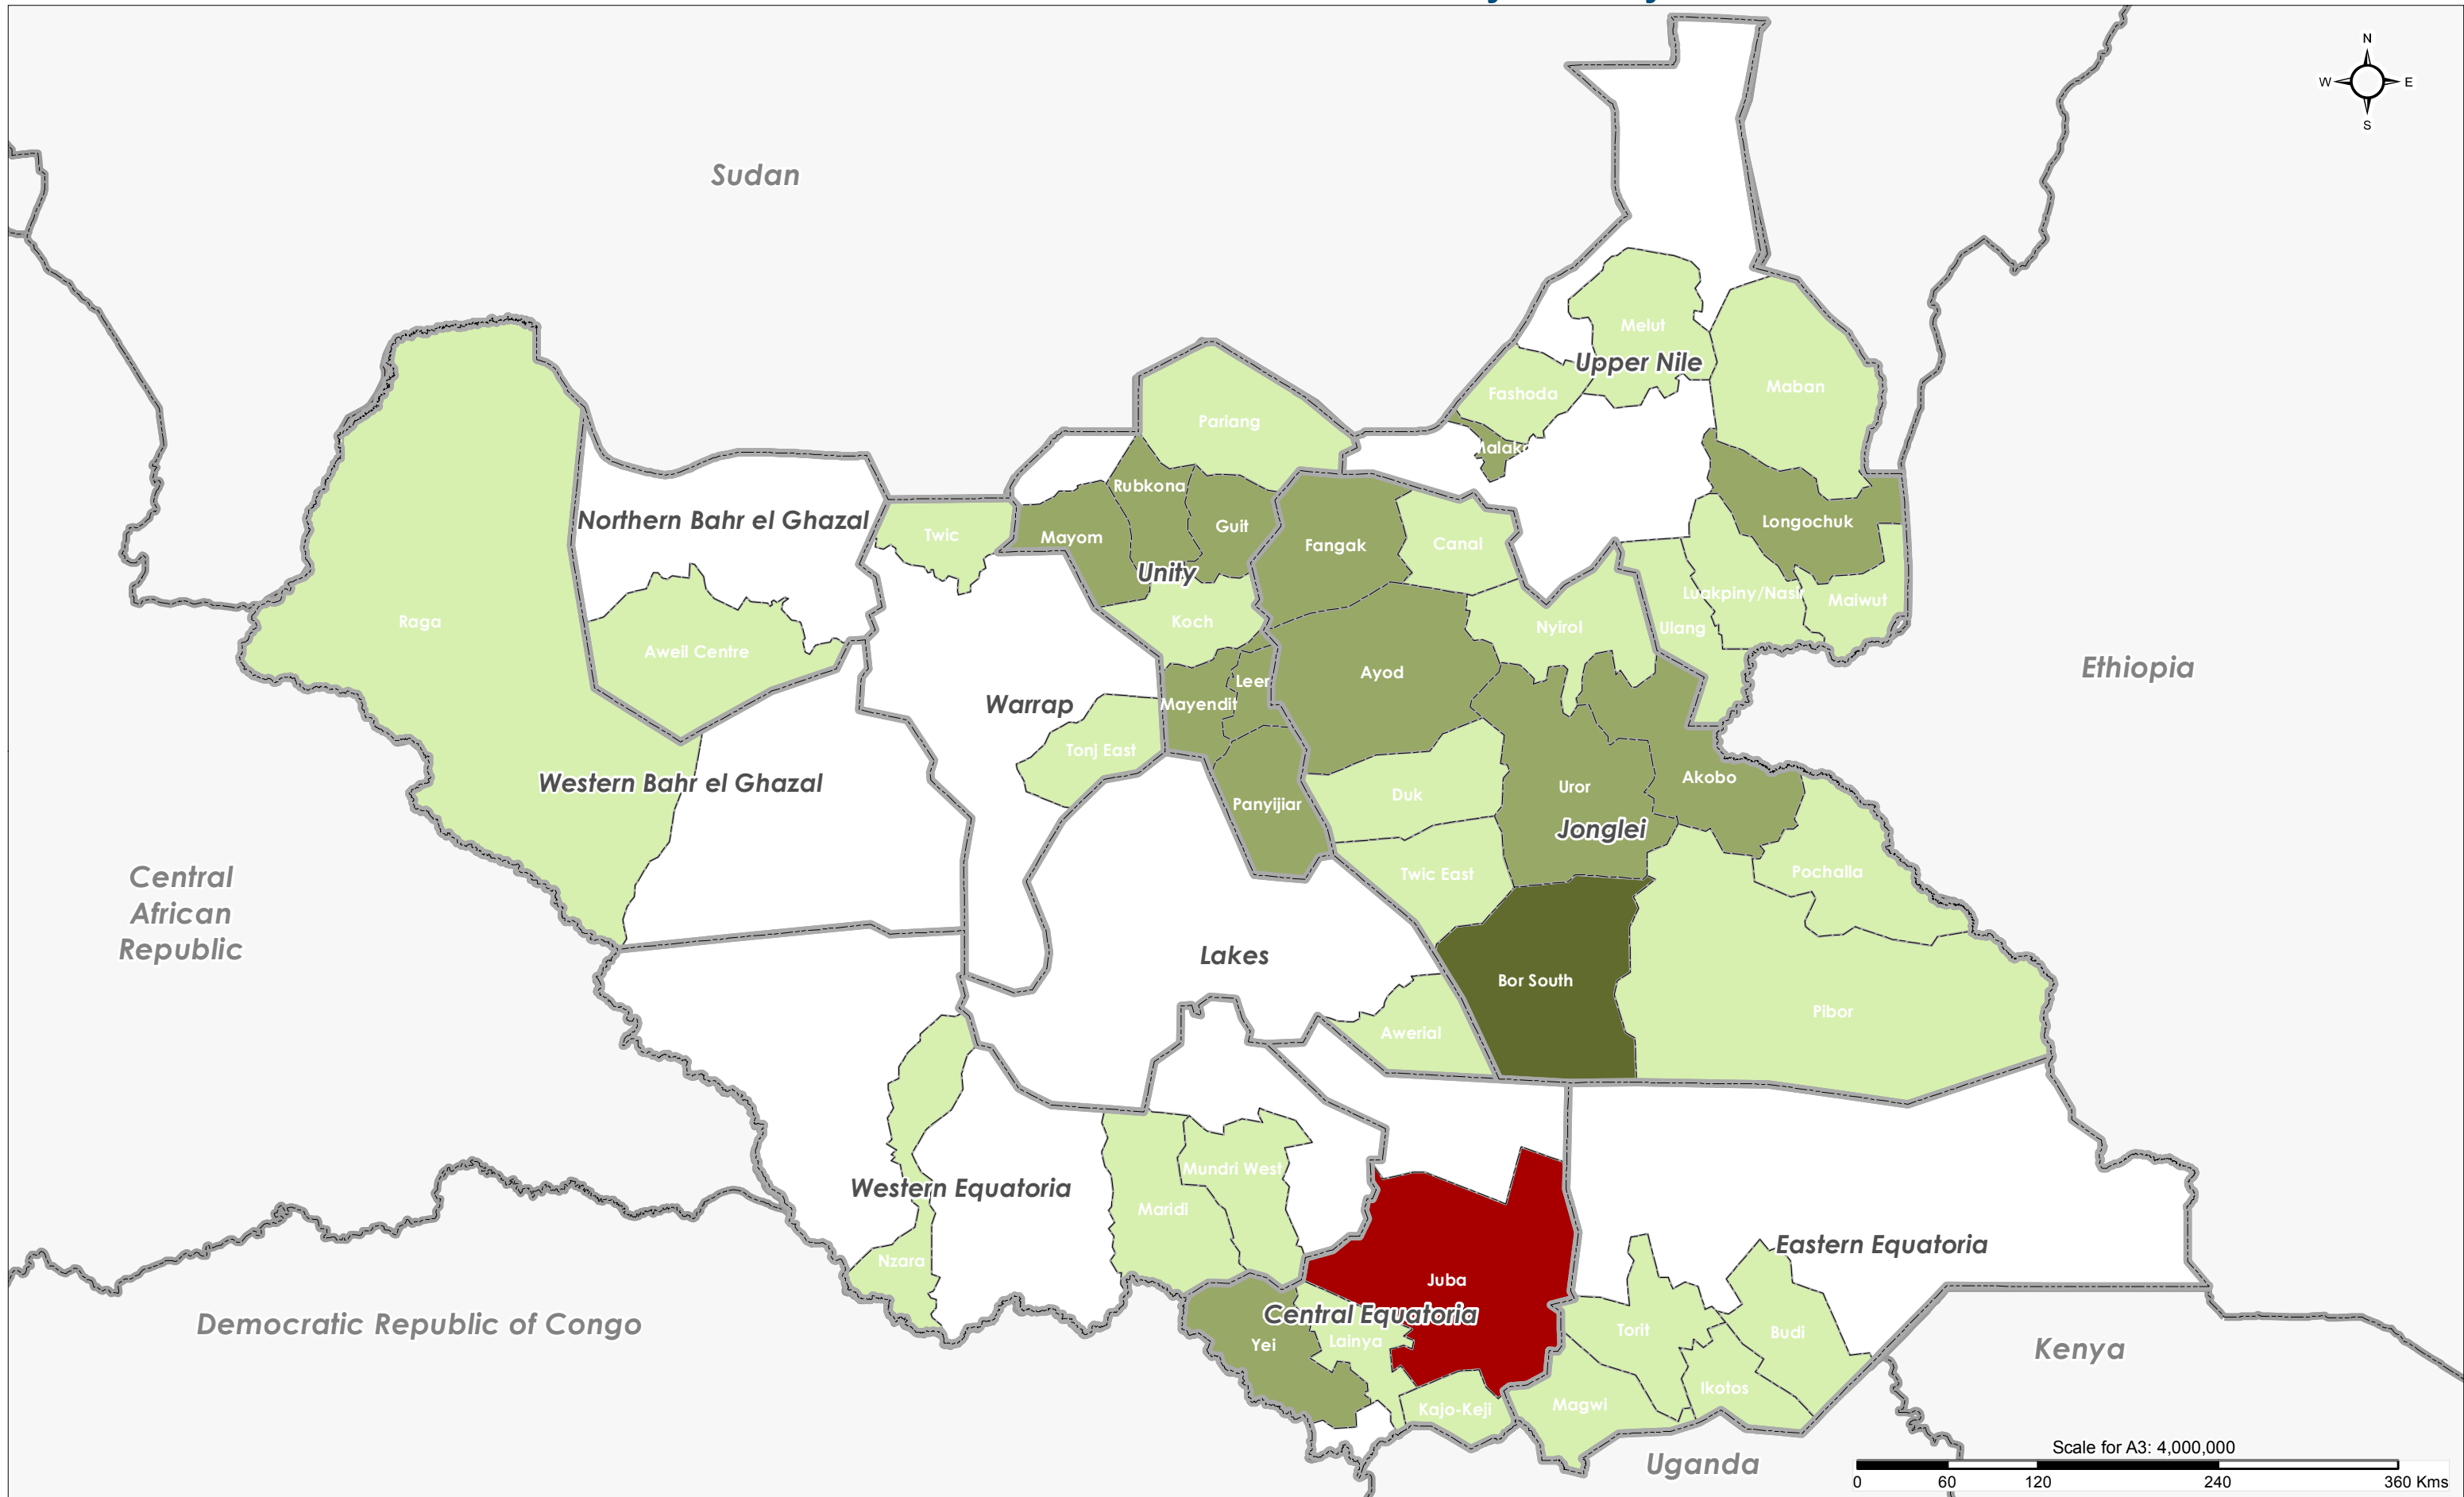 N
W E
S
Sudan
Melut
Upper Nile
Maban
Fashoda
Pariang
Rubkona
Longochuk
Northern Bahr el Ghazal
Twic
Mayom
Guit
Fangak
Canal
Unity
Luakpiny/Nasir
Maiwut
Raga
Koch
Nyirol
Ulang
Aweil Centre
Ayod
Ethiopia
Leer
Warrap
Mayendit
Tonj East
Akobo
Western Bahr el Ghazal
Uror
Duk
Panyijiar
Jonglei
Central
African
Republic
Twic East
Pochalla
Lakes
Bor South
Pibor
Awerial
Mundri West
Western Equatoria
Maridi
Eastern Equatoria
Nzara
Juba
Central Equatoria
Democratic Republic of Congo
Torit
Budi
Lainya
Yei
Kenya
Ikotos
Magwi
Kajo-Keji
Uganda
Scale for A3: 4,000,000
0 60 120 240 360 Kms